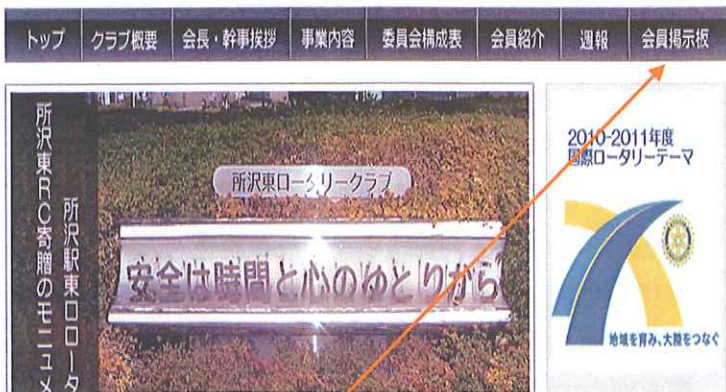 トップ
クラブ概要
会長・幹事挨拶
事業内容
委員会構成表
会員紹介
週報
会員掲示板
所沢駅東口ロータ
所沢東RC寄贈のモニュメ
所沢東ロータリークラブ
安全は時間と心のゆとりから
2010-2011年度
国際ロータリーテーマ
地域を育み、大陸をつなぐ